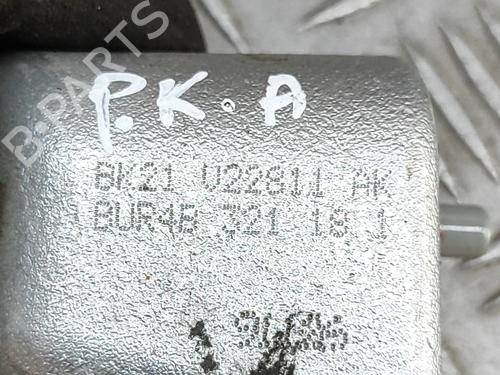 B-PARTS
P.K.A
BK21 U22811 AK
BUR4B 321 18 1